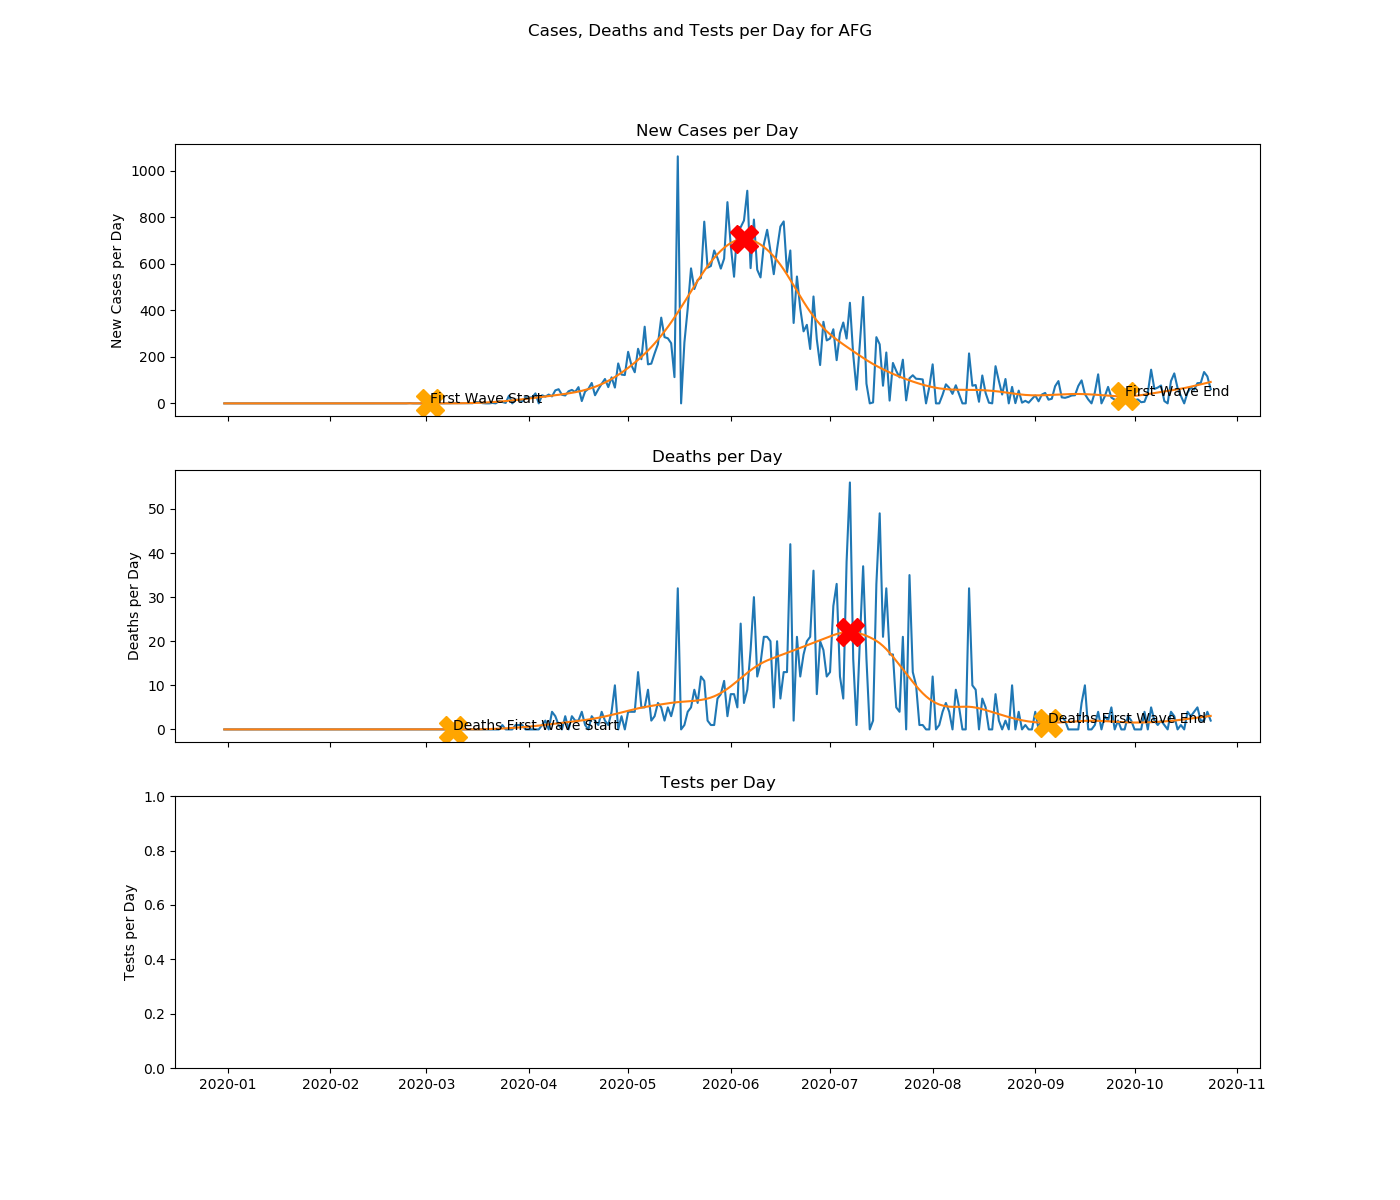 Cases, Deaths and Tests per Day for AFG
New Cases per Day
New Cases per Day
1000
800
600
400
200
0
First Wave Start
First Wave End
Deaths per Day
Deaths per Day
50
40
30
20
10
0
Deaths First Wave Start
Deaths First Wave End
Tests per Day
Tests per Day
1.0
0.8
0.6
0.4
0.2
0.0
2020-01 2020-02 2020-03 2020-04 2020-05 2020-06 2020-07 2020-08 2020-09 2020-10 2020-11